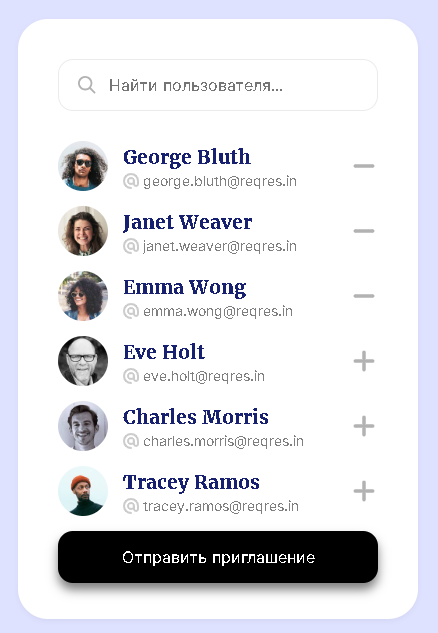 Найти пользователя...
George Bluth
@ george.bluth@reqres.in
Janet Weaver
@ janet.weaver@reqres.in
Emma Wong
@ emma.wong@reqres.in
Eve Holt
@ eve.holt@reqres.in
Charles Morris
@ charles.morris@reqres.in
Tracey Ramos
@ tracey.ramos@reqres.in
Отправить приглашение